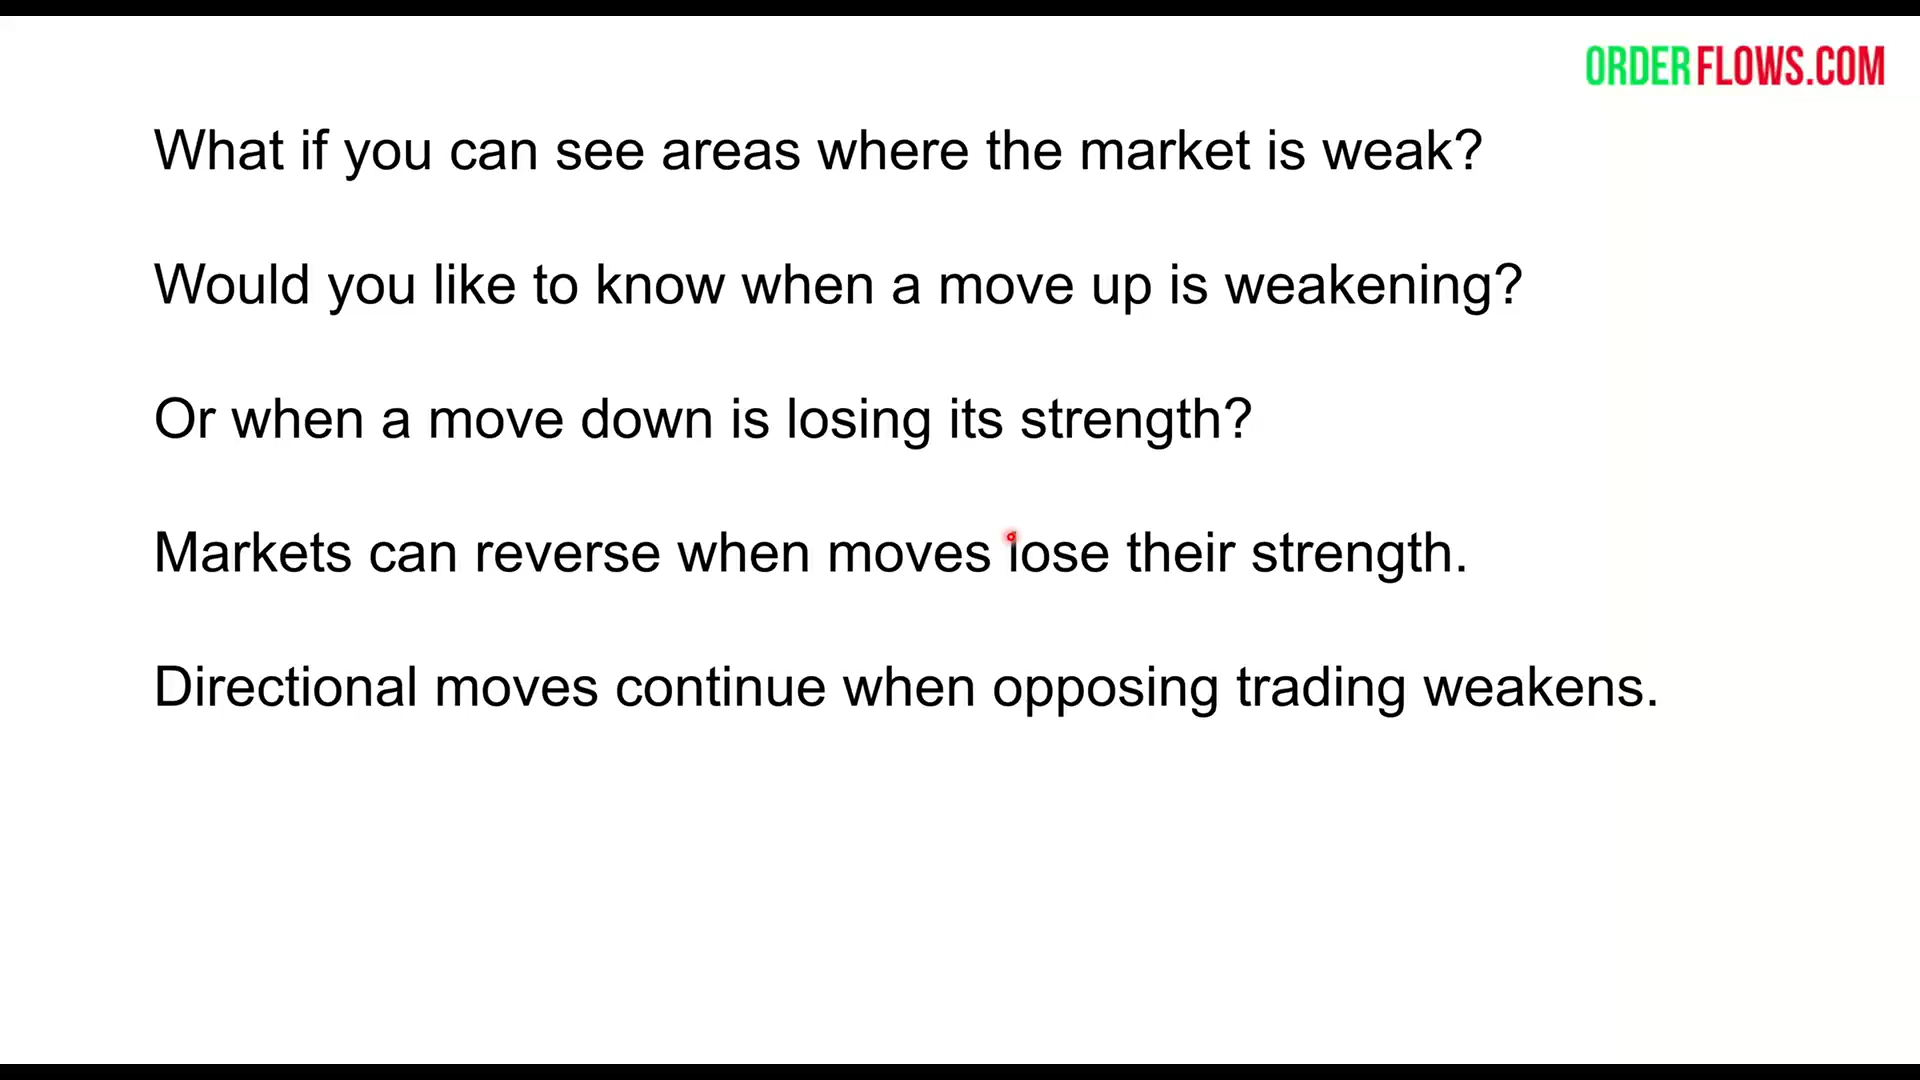 ORDERFLOWS.COM
What if you can see areas where the market is weak?
Would you like to know when a move up is weakening?
Or when a move down is losing its strength?
Markets can reverse when moves lose their strength.
Directional moves continue when opposing trading weakens.